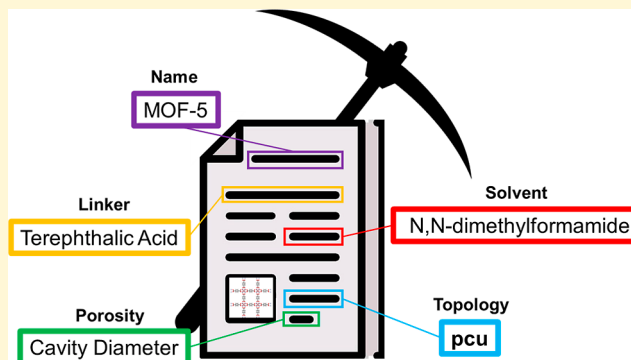 Name
MOF-5
Linker
Terephthalic Acid
Solvent
N,N-dimethylformamide
Porosity
Cavity Diameter
Topology
pcu